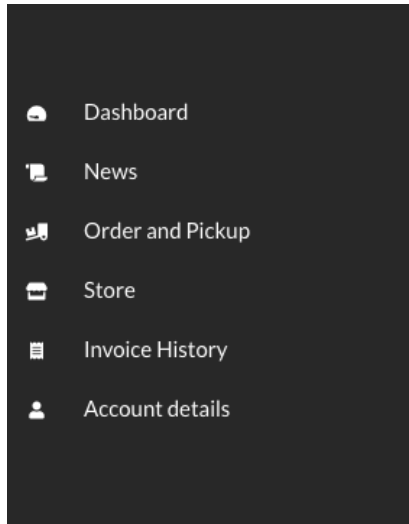 Dashboard
News
Order and Pickup
Store
Invoice History
Account details